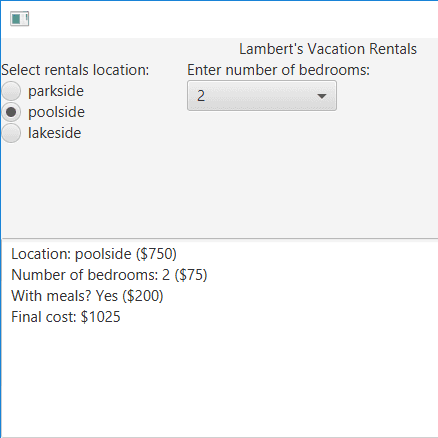 Lambert's Vacation Rentals
Select rentals location:
parkside
poolside
lakeside
Enter number of bedrooms:
2
Location: poolside ($750)
Number of bedrooms: 2 ($75)
With meals? Yes ($200)
Final cost: $1025